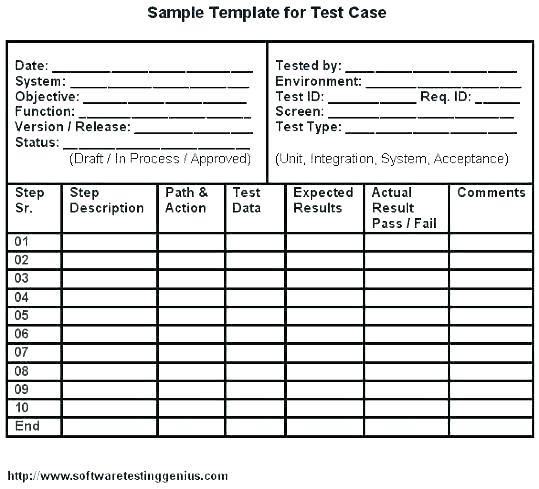 Sample Template for Test Case
Date: ____________________
System: ____________________
Objective: ____________________
Function: ____________________
Version / Release: ____________________
Status: ____________________
(Draft / In Process / Approved)
Tested by: ____________________
Environment: ____________________
Test ID: __________ Req. ID: _____
Screen: ____________________
Test Type: ____________________
(Unit, Integration, System, Acceptance)
Step Sr. Step Description Path & Action Test Data Expected Results Actual Result Pass / Fail Comments
01
02
03
04
05
06
07
08
09
10
End
http://www.softwaretestinggenius.com